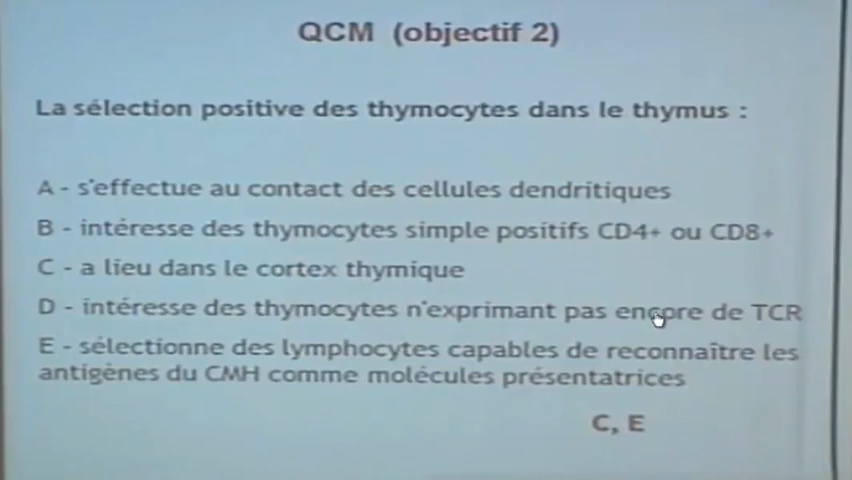 QCM (objectif 2)
La sélection positive des thymocytes dans le thymus :
A - s'effectue au contact des cellules dendritiques
B - intéresse des thymocytes simple positifs CD4+ ou CD8+
C - a lieu dans le cortex thymique
D - intéresse des thymocytes n'exprimant pas encore de TCR
E - sélectionne des lymphocytes capables de reconnaître les
antigènes du CMH comme molécules présentatrices
C, E